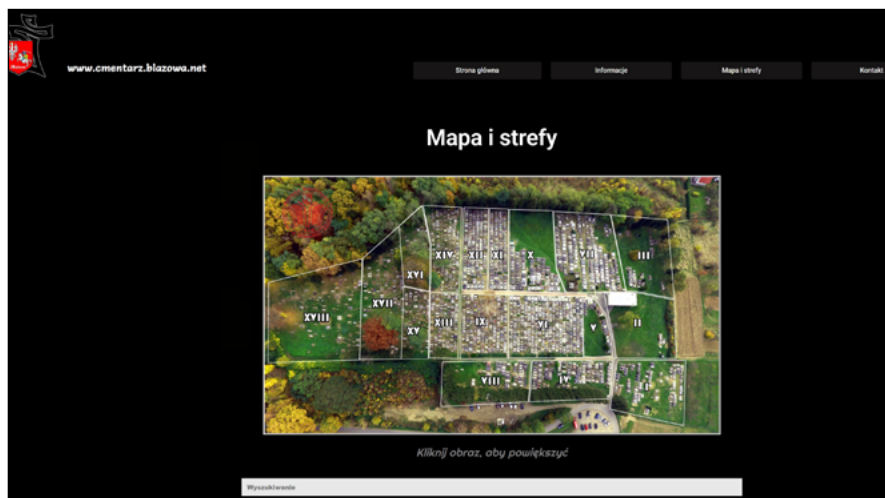 www.cmentarz.blazowa.net
Strona główna
Informacje
Mapa i strefy
Kontakt
Mapa i strefy
XIV
XII
XI
X
VII
III
XVI
XVIII
XVII
XV
XIII
IX
VI
V
II
VIII
IV
I
Kliknij obraz, aby powiększyć
Wyszukiwanie